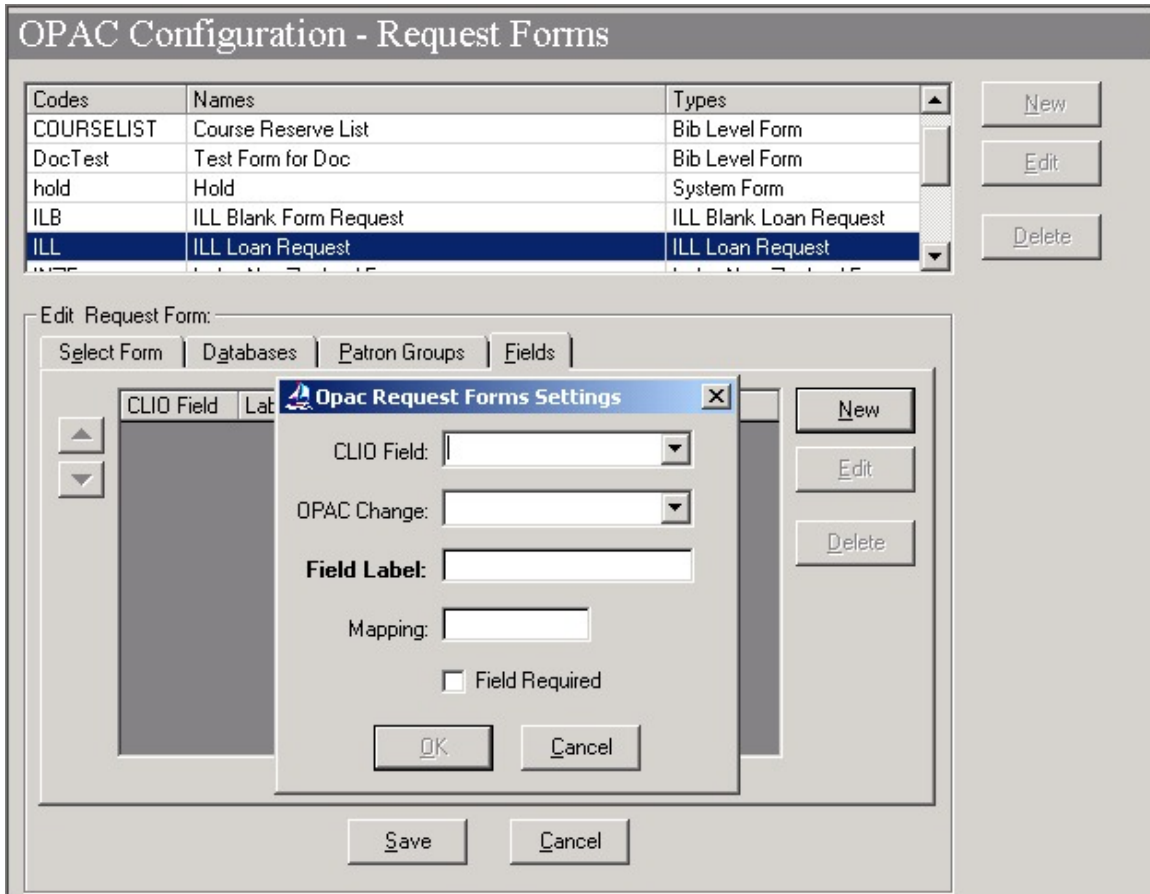 OPAC Configuration - Request Forms
Codes Names Types
COURSELIST Course Reserve List Bib Level Form
DocTest Test Form for Doc Bib Level Form
hold Hold System Form
ILB ILL Blank Form Request ILL Blank Loan Request
ILL ILL Loan Request ILL Loan Request
New
Edit
Delete
Edit Request Form:
Select Form Databases Patron Groups Fields
CLIO Field Lab
New
Edit
Delete
Opac Request Forms Settings
CLIO Field:
OPAC Change:
Field Label:
Mapping:
Field Required
OK Cancel
Save Cancel